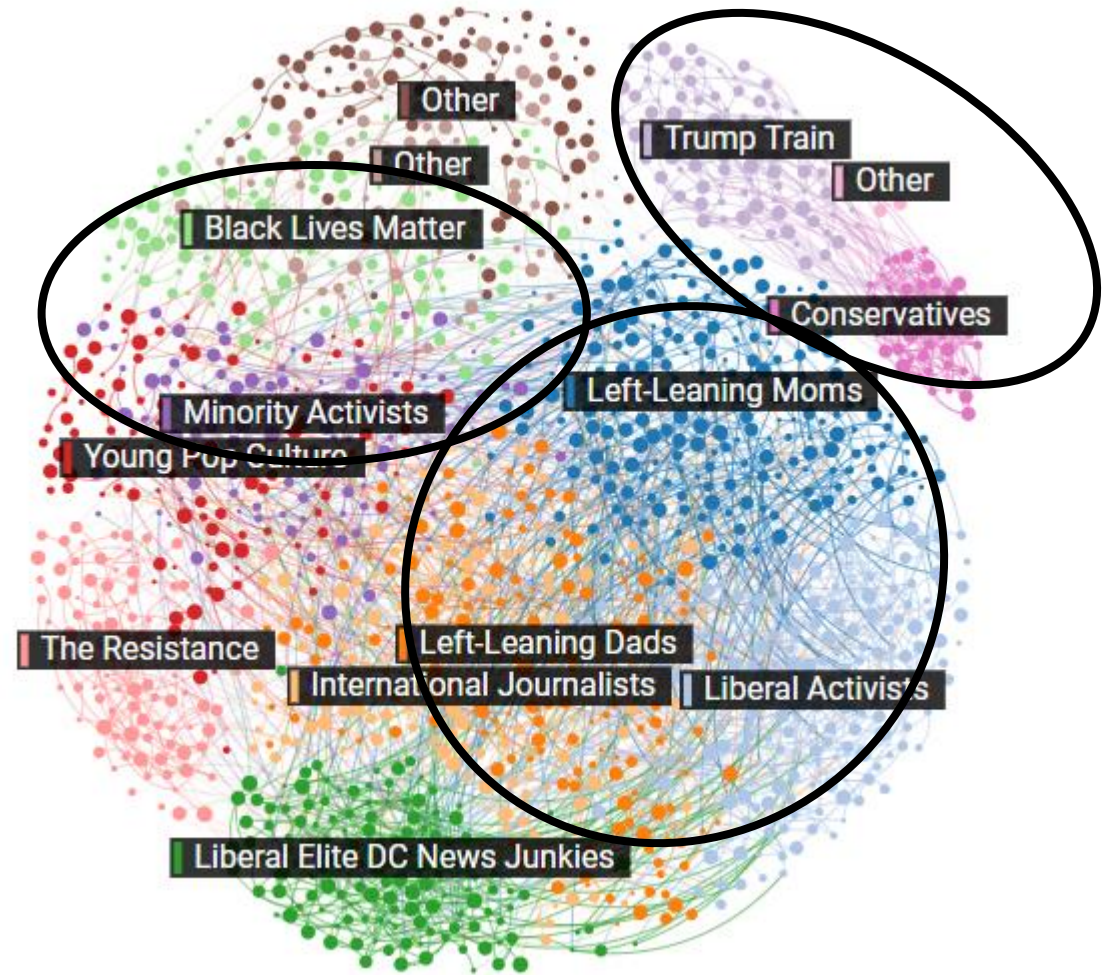 Other
Trump Train
Other
Other
Black Lives Matter
Conservatives
Left-Leaning Moms
Minority Activists
Young Pop Culture
The Resistance
Left-Leaning Dads
International Journalists
Liberal Activists
Liberal Elite DC News Junkies